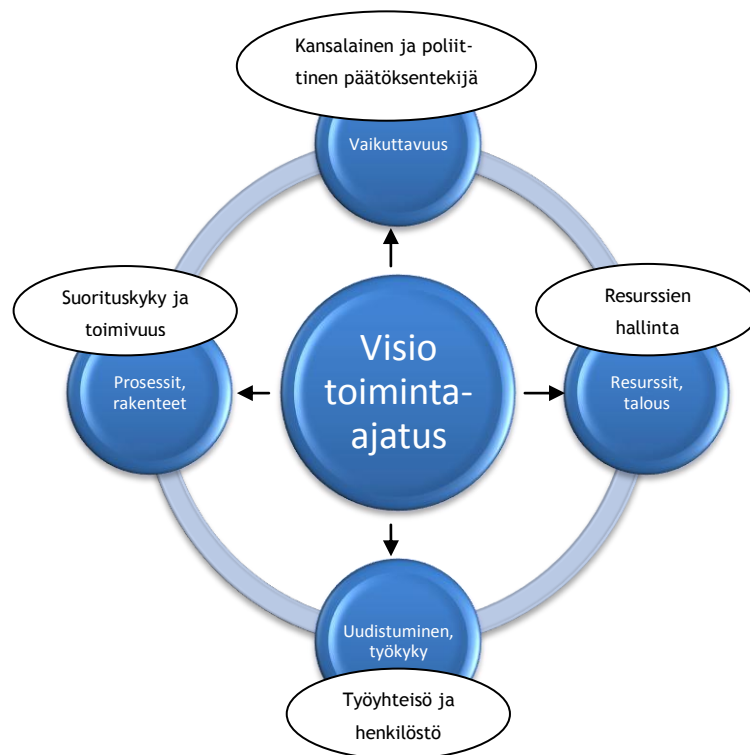 Kansalainen ja poliit-
tinen päätöksentekijä
Vaikuttavuus
Suorituskyky ja
toimivuus
Prosessit,
rakenteet
Visio
toiminta-
ajatus
Resurssien
hallinta
Resurssit,
talous
Uudistuminen,
työkyky
Työyhteisö ja
henkilöstö